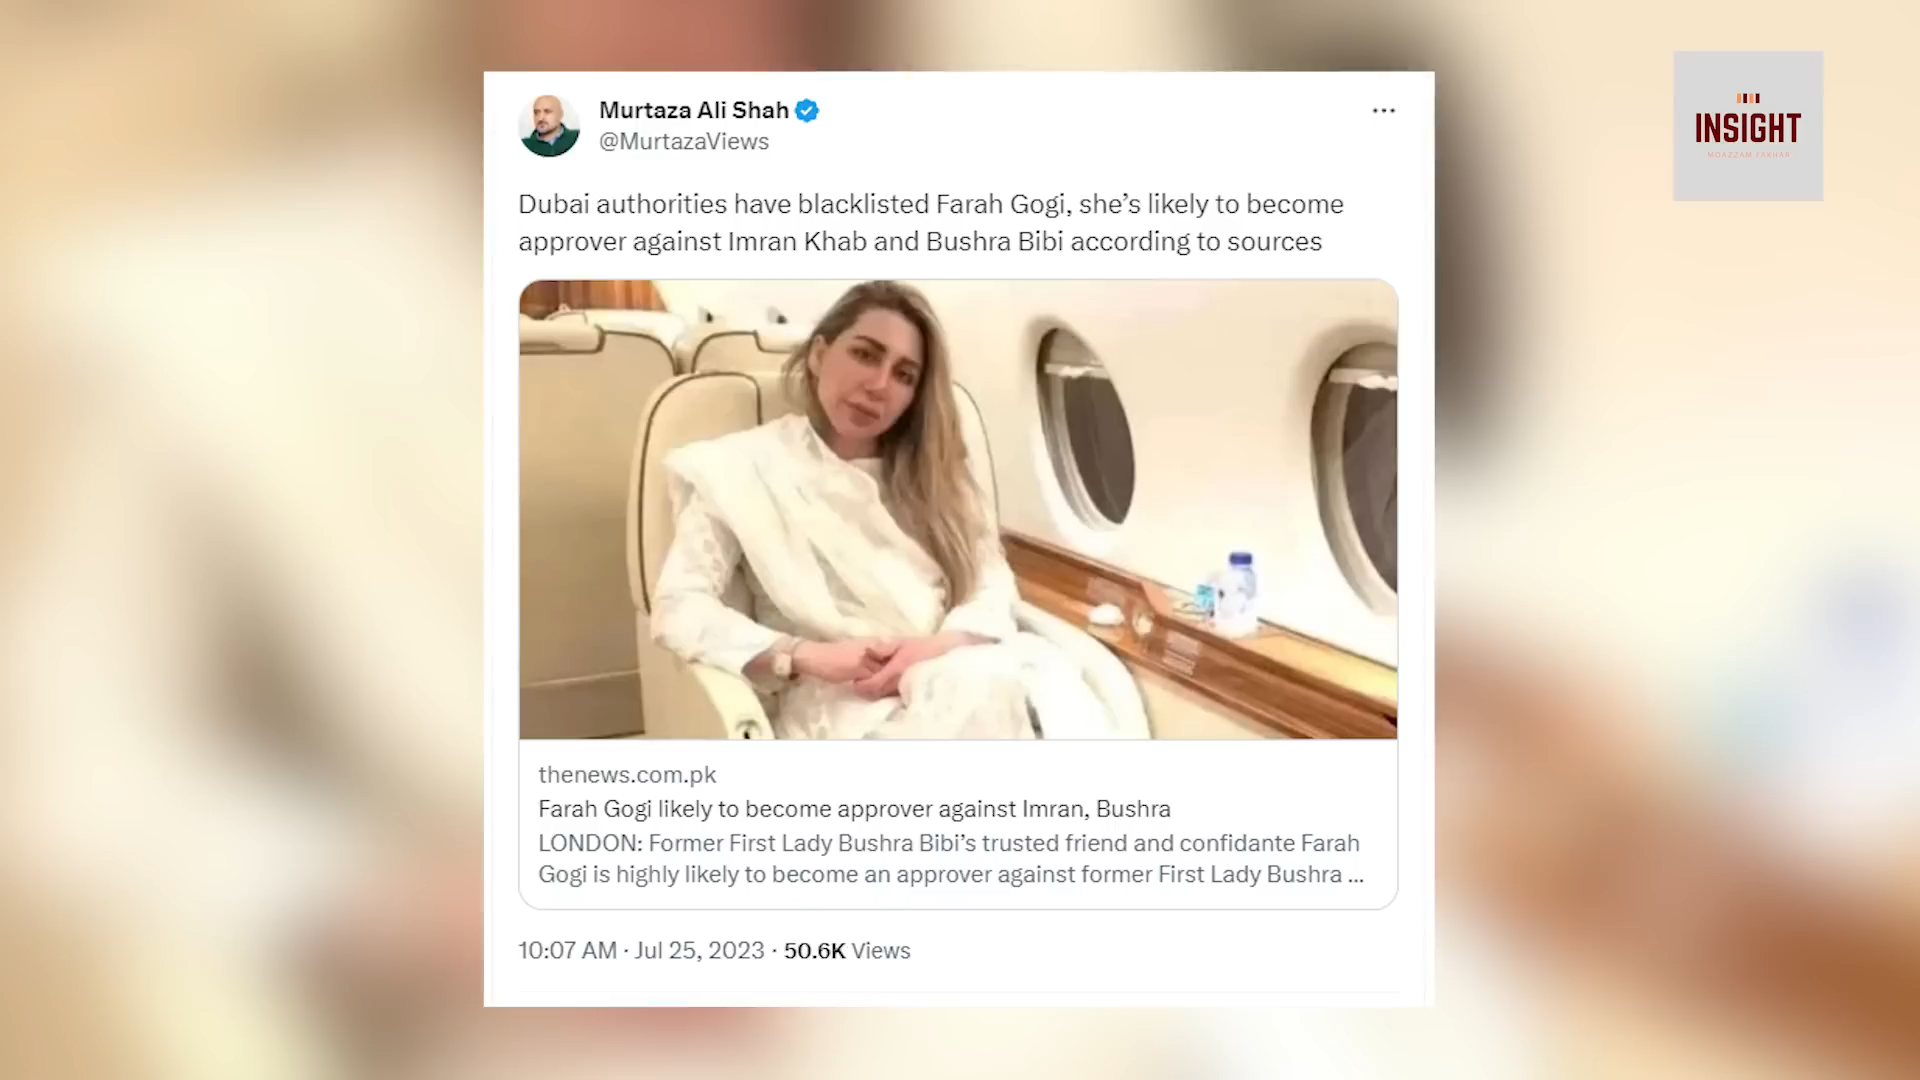 Murtaza Ali Shah
@MurtazaViews
INSIGHT
MOAZZAM FAKHAR
Dubai authorities have blacklisted Farah Gogi, she’s likely to become
approver against Imran Khab and Bushra Bibi according to sources
thenews.com.pk
Farah Gogi likely to become approver against Imran, Bushra
LONDON: Former First Lady Bushra Bibi’s trusted friend and confidante Farah
Gogi is highly likely to become an approver against former First Lady Bushra ...
10:07 AM · Jul 25, 2023 · 50.6K Views